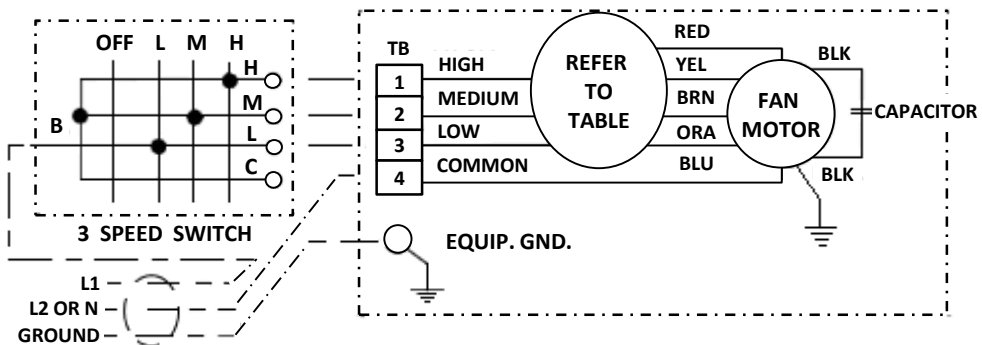 OFF L M H
H
M
B
L
C
3 SPEED SWITCH
L1
L2 OR N
GROUND
TB
1
2
3
4
HIGH
MEDIUM
LOW
COMMON
REFER
TO
TABLE
RED
YEL
BRN
ORA
BLU
FAN
MOTOR
BLK
CAPACITOR
BLK
EQUIP. GND.